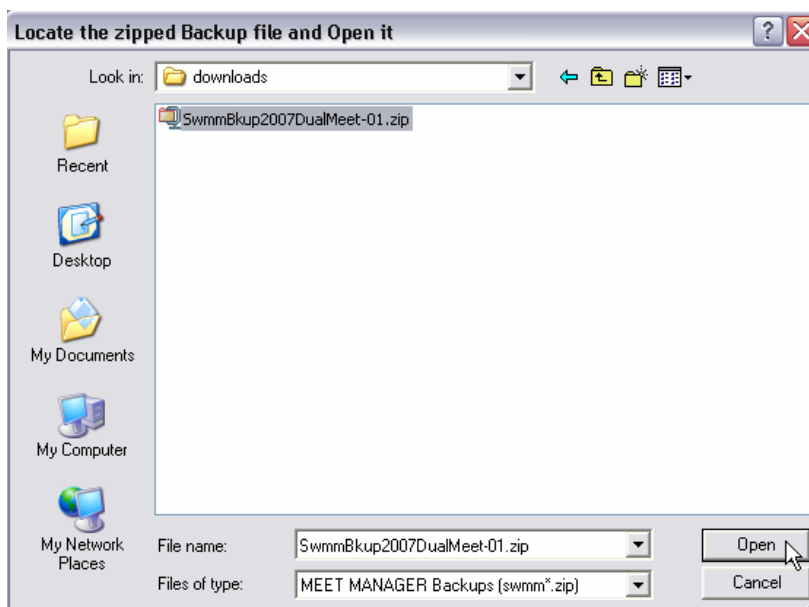 Locate the zipped Backup file and Open it
Look in: downloads
SwmmBkup2007DualMeet-01.zip
Recent
Desktop
My Documents
My Computer
My Network
Places
File name: SwmmBkup2007DualMeet-01.zip Open
Files of type: MEET MANAGER Backups (swmm*.zip) Cancel